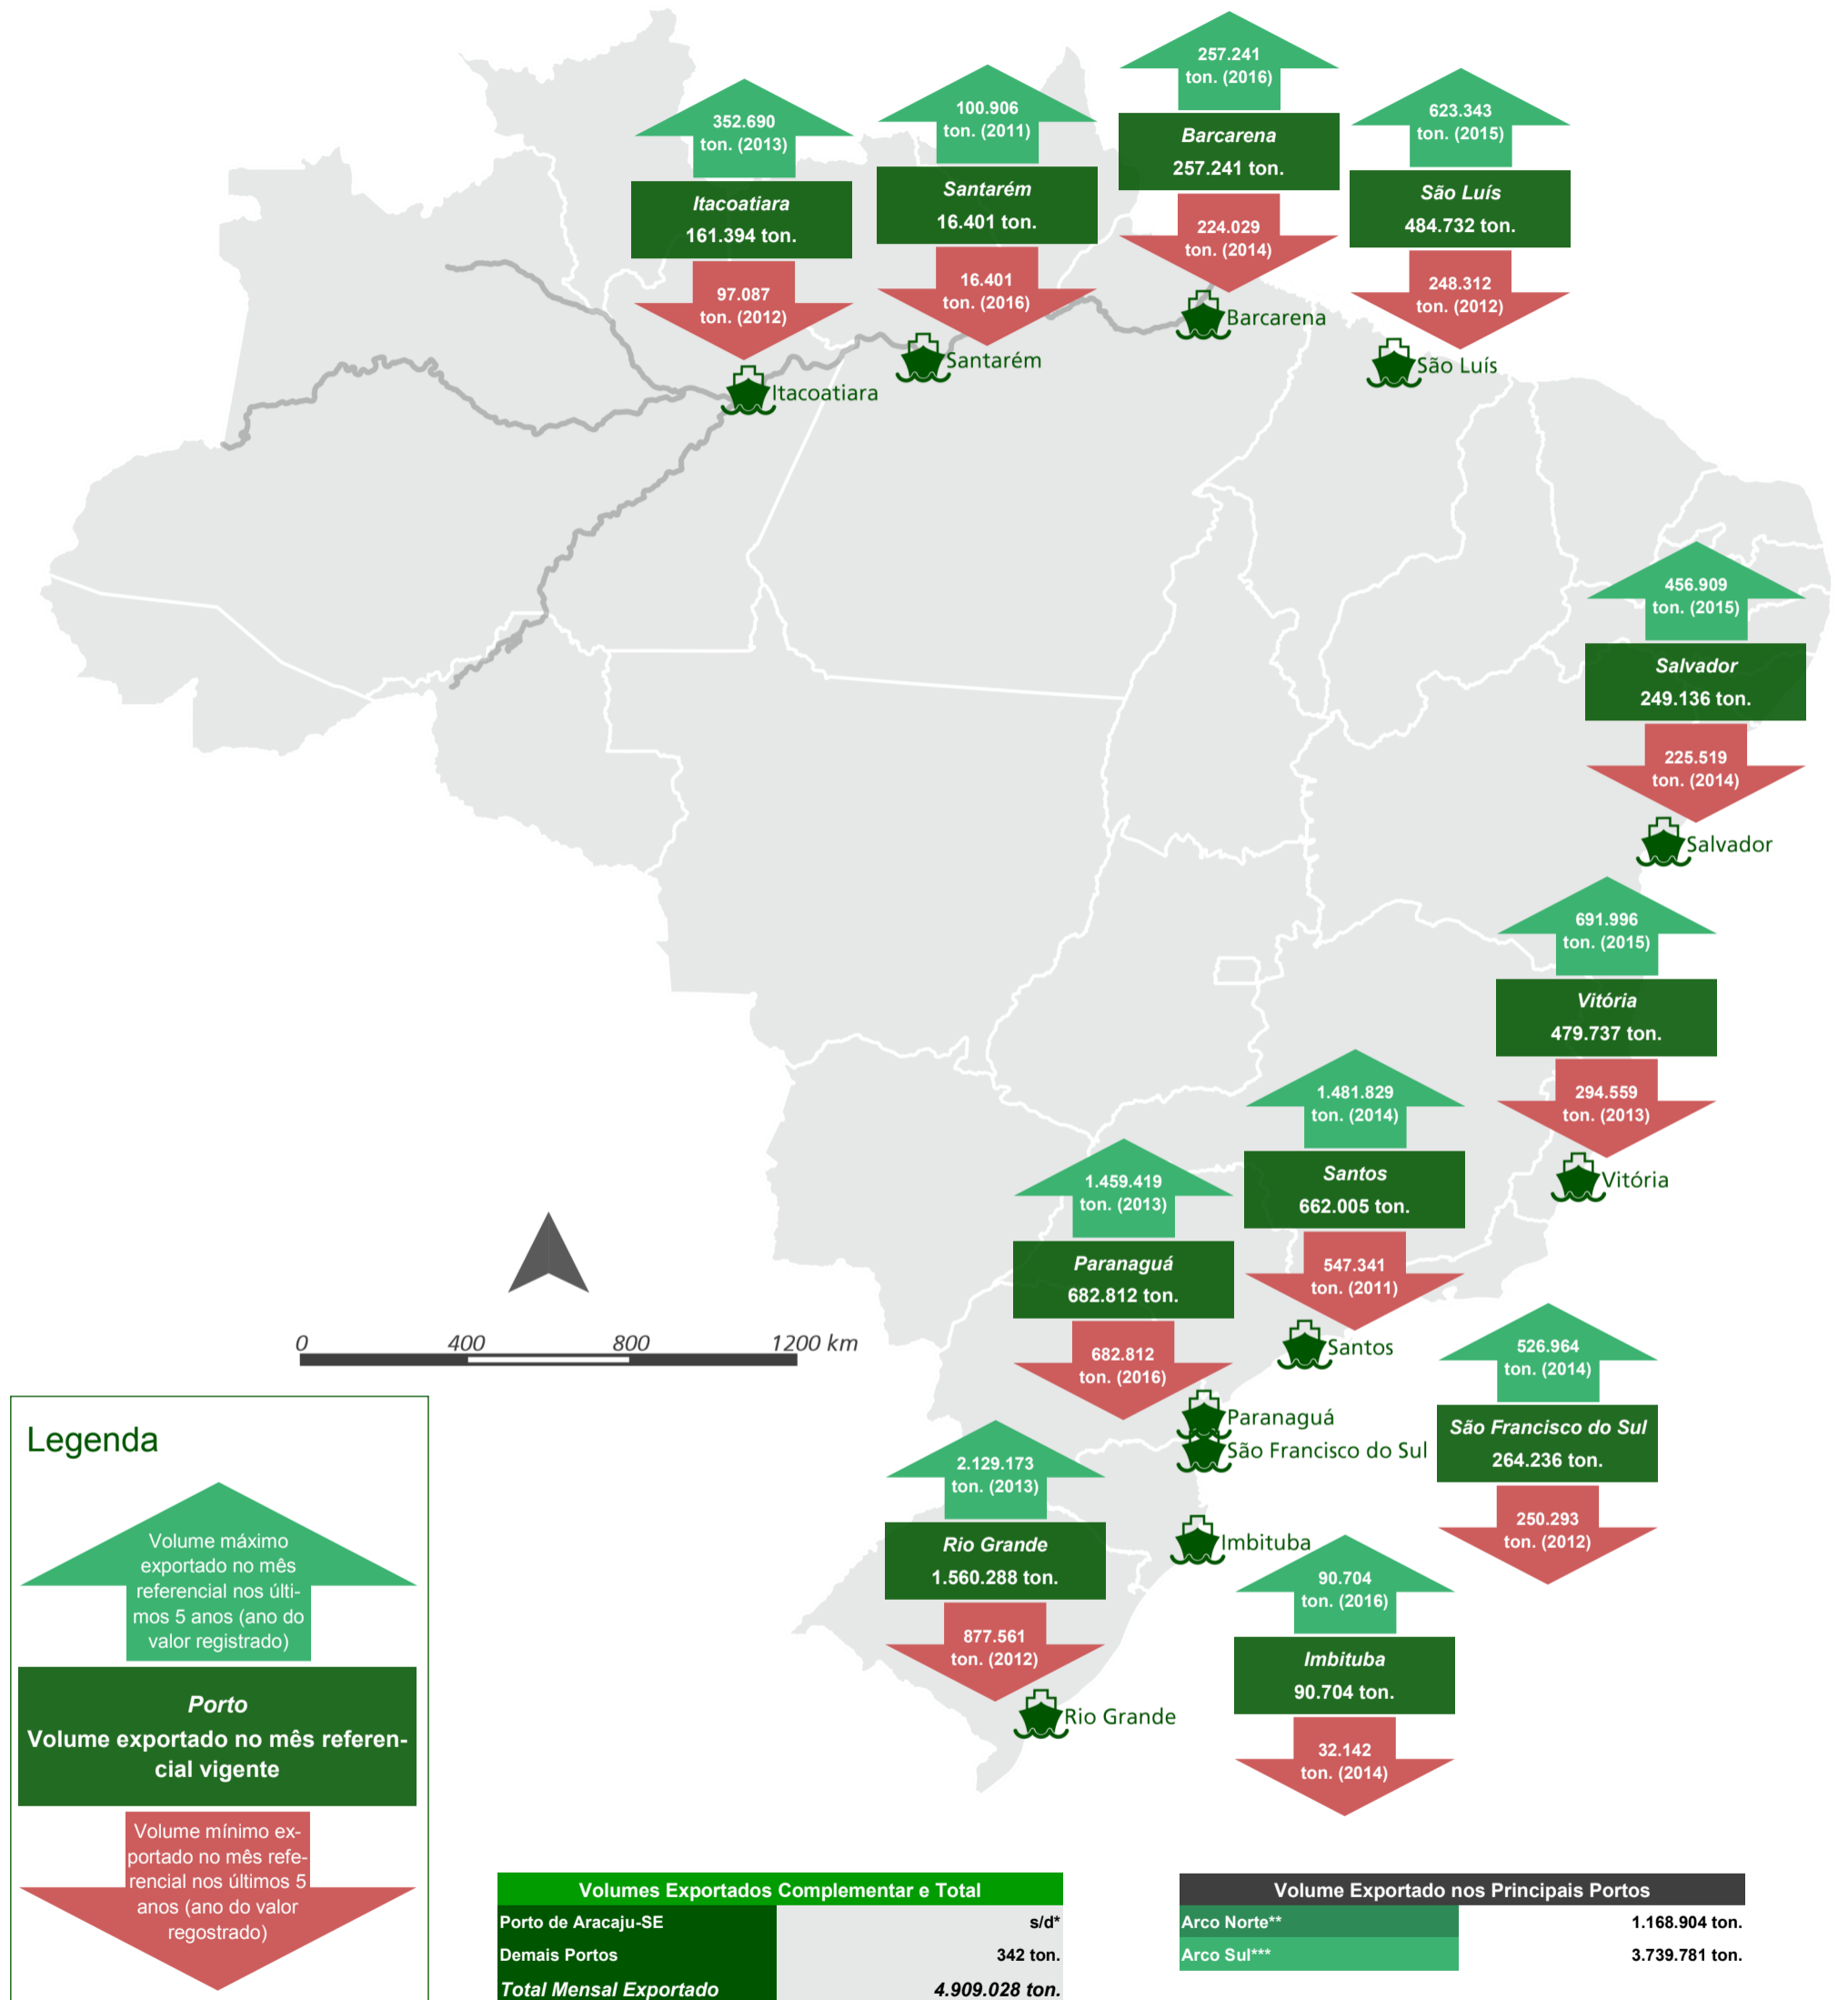 257.241
ton. (2016)
Barcarena
257.241 ton.
224.029
ton. (2014)
352.690
ton. (2013)
Itacoatiara
161.394 ton.
97.087
ton. (2012)
100.906
ton. (2011)
Santarém
16.401 ton.
16.401
ton. (2016)
623.343
ton. (2015)
São Luís
484.732 ton.
248.312
ton. (2012)
Barcarena
Santarém
São Luís
Itacoatiara
456.909
ton. (2015)
Salvador
249.136 ton.
225.519
ton. (2014)
Salvador
691.996
ton. (2015)
Vitória
479.737 ton.
294.559
ton. (2013)
Vitória
1.481.829
ton. (2014)
Santos
662.005 ton.
547.341
ton. (2011)
Santos
1.459.419
ton. (2013)
Paranaguá
682.812 ton.
682.812
ton. (2016)
Paranaguá
São Francisco do Sul
526.964
ton. (2014)
São Francisco do Sul
264.236 ton.
250.293
ton. (2012)
2.129.173
ton. (2013)
Rio Grande
1.560.288 ton.
877.561
ton. (2012)
Rio Grande
Imbituba
90.704
ton. (2016)
Imbituba
90.704 ton.
32.142
ton. (2014)
0 400 800 1200 km
Legenda
Volume máximo
exportado no mês
referencial nos últi-
mos 5 anos (ano do
valor registrado)
Porto
Volume exportado no mês referen-
cial vigente
Volume mínimo ex-
portado no mês refe-
rencial nos últimos 5
anos (ano do valor
regostrado)
Volumes Exportados Complementar e Total
Porto de Aracaju-SE s/d*
Demais Portos 342 ton.
Total Mensal Exportado 4.909.028 ton.
Volume Exportado nos Principais Portos
Arco Norte** 1.168.904 ton.
Arco Sul*** 3.739.781 ton.